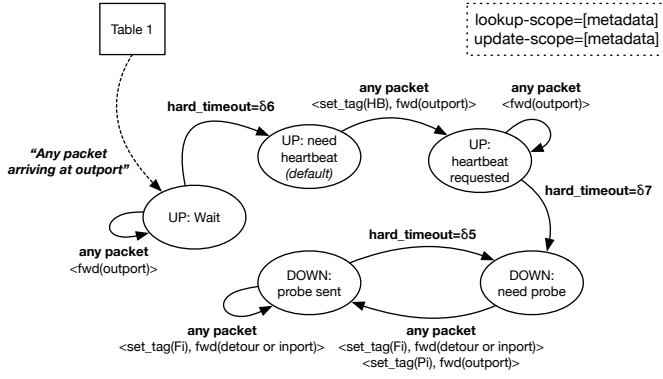 Table 1
lookup-scope=[metadata]
update-scope=[metadata]
any packet
<set_tag(HB), fwd(outport)>
any packet
<fwd(outport)>
hard_timeout=δ6
"Any packet
arriving at outport"
UP: need
heartbeat
(default)
UP:
heartbeat
requested
hard_timeout=δ7
UP: Wait
any packet
<fwd(outport)>
hard_timeout=δ5
DOWN:
probe sent
DOWN:
need probe
any packet
<set_tag(Fi), fwd(detour or inport)>
any packet
<set_tag(Fi), fwd(detour or inport)>
<set_tag(Pi), fwd(outport)>